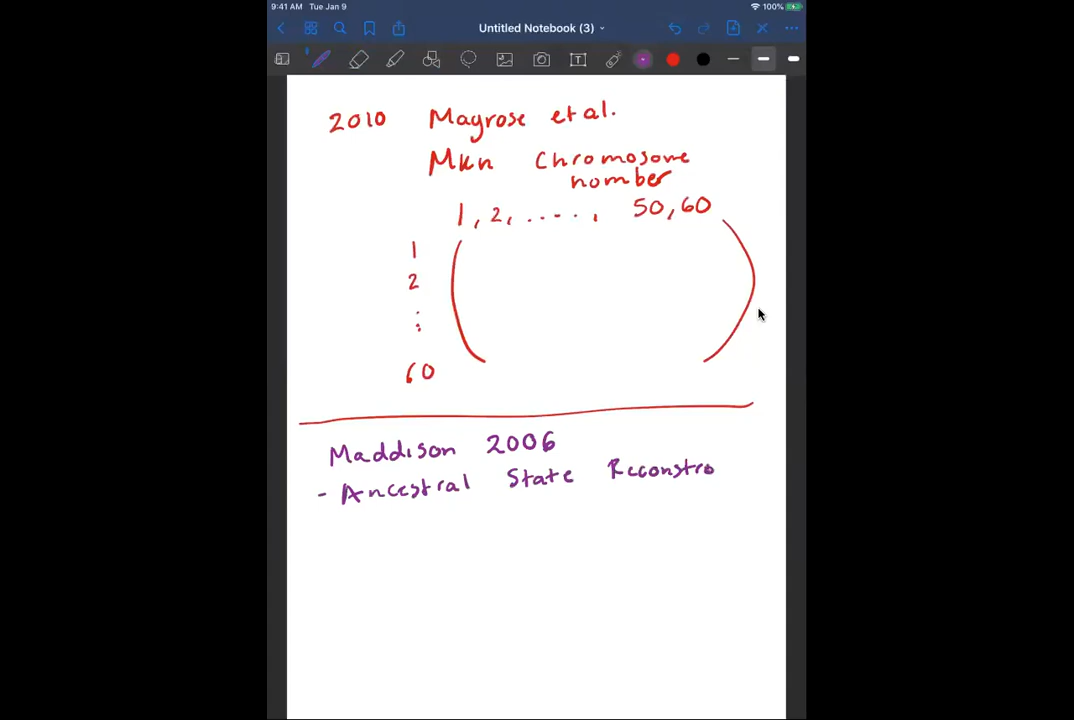 9:41 AM Tue Jan 9 100%
Untitled Notebook (3)
2010 Mayrose et al.
Mkn Chromosome
number
1, 2, ....., 50, 60
1
2
:
60
Maddison 2006
- Ancestral State Reconstro